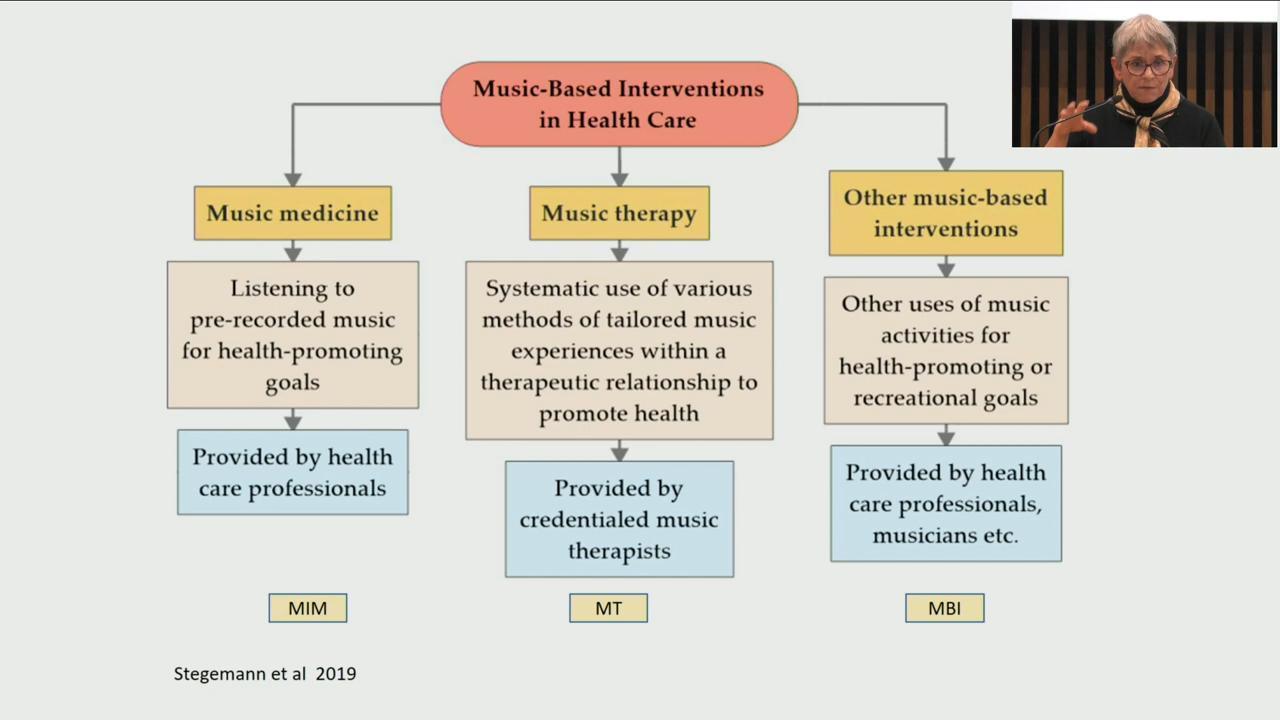 Music-Based Interventions
in Health Care
Music medicine
Listening to
pre-recorded music
for health-promoting
goals
Provided by health
care professionals
MIM
Music therapy
Systematic use of various
methods of tailored music
experiences within a
therapeutic relationship to
promote health
Provided by
credentialed music
therapists
MT
Other music-based
interventions
Other uses of music
activities for
health-promoting or
recreational goals
Provided by health
care professionals,
musicians etc.
MBI
Stegemann et al  2019